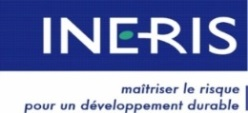 INERIS
maîtriser le risque
pour un développement durable